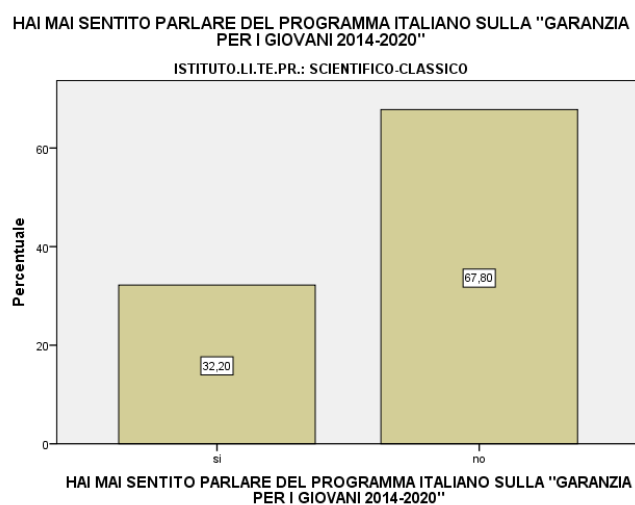 HAI MAI SENTITO PARLARE DEL PROGRAMMA ITALIANO SULLA "GARANZIA
PER I GIOVANI 2014-2020"
ISTITUTO.LI.TE.PR.: SCIENTIFICO-CLASSICO
Percentuale
60
40
20
0
32,20
67,80
si
no
HAI MAI SENTITO PARLARE DEL PROGRAMMA ITALIANO SULLA "GARANZIA
PER I GIOVANI 2014-2020"